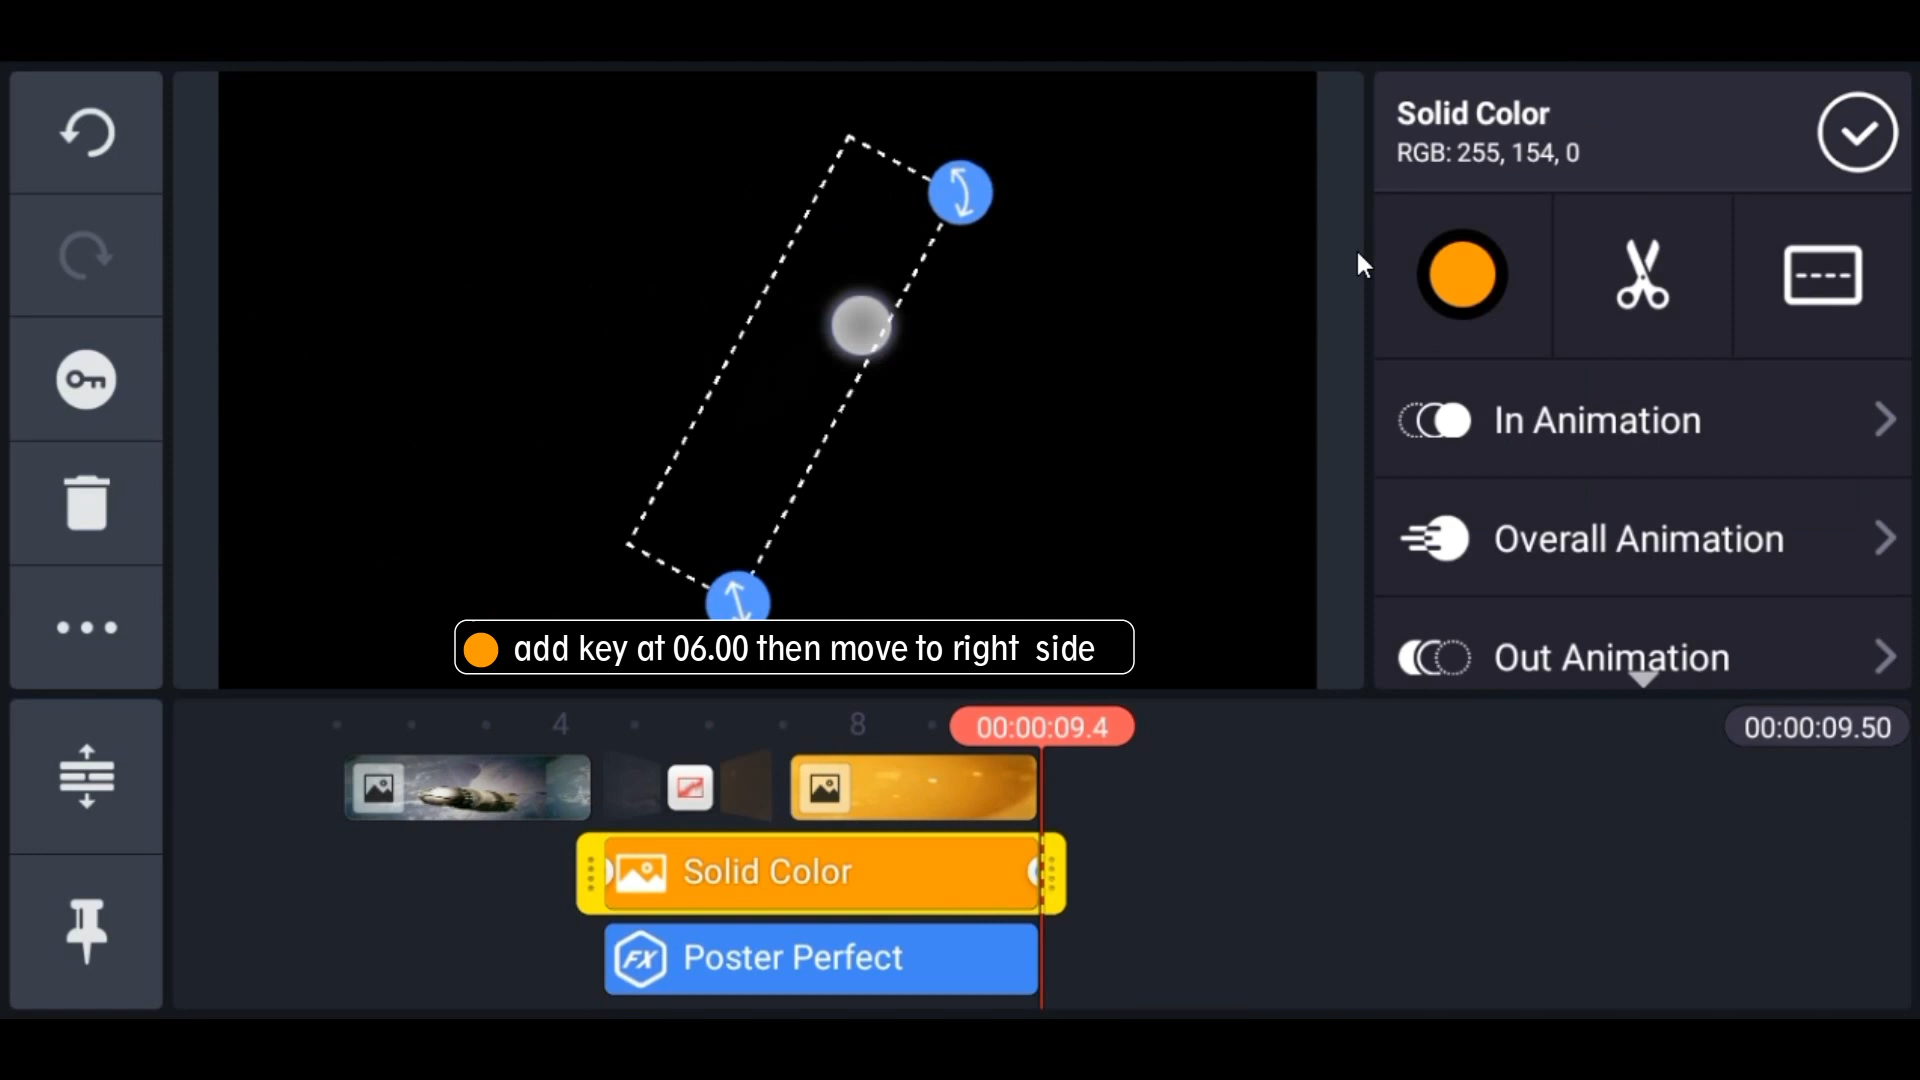 Solid Color
RGB: 255, 154, 0
In Animation
Overall Animation
Out Animation
add key at 06.00 then move to right side
4
8
00:00:09.4
00:00:09.50
Solid Color
FX
Poster Perfect